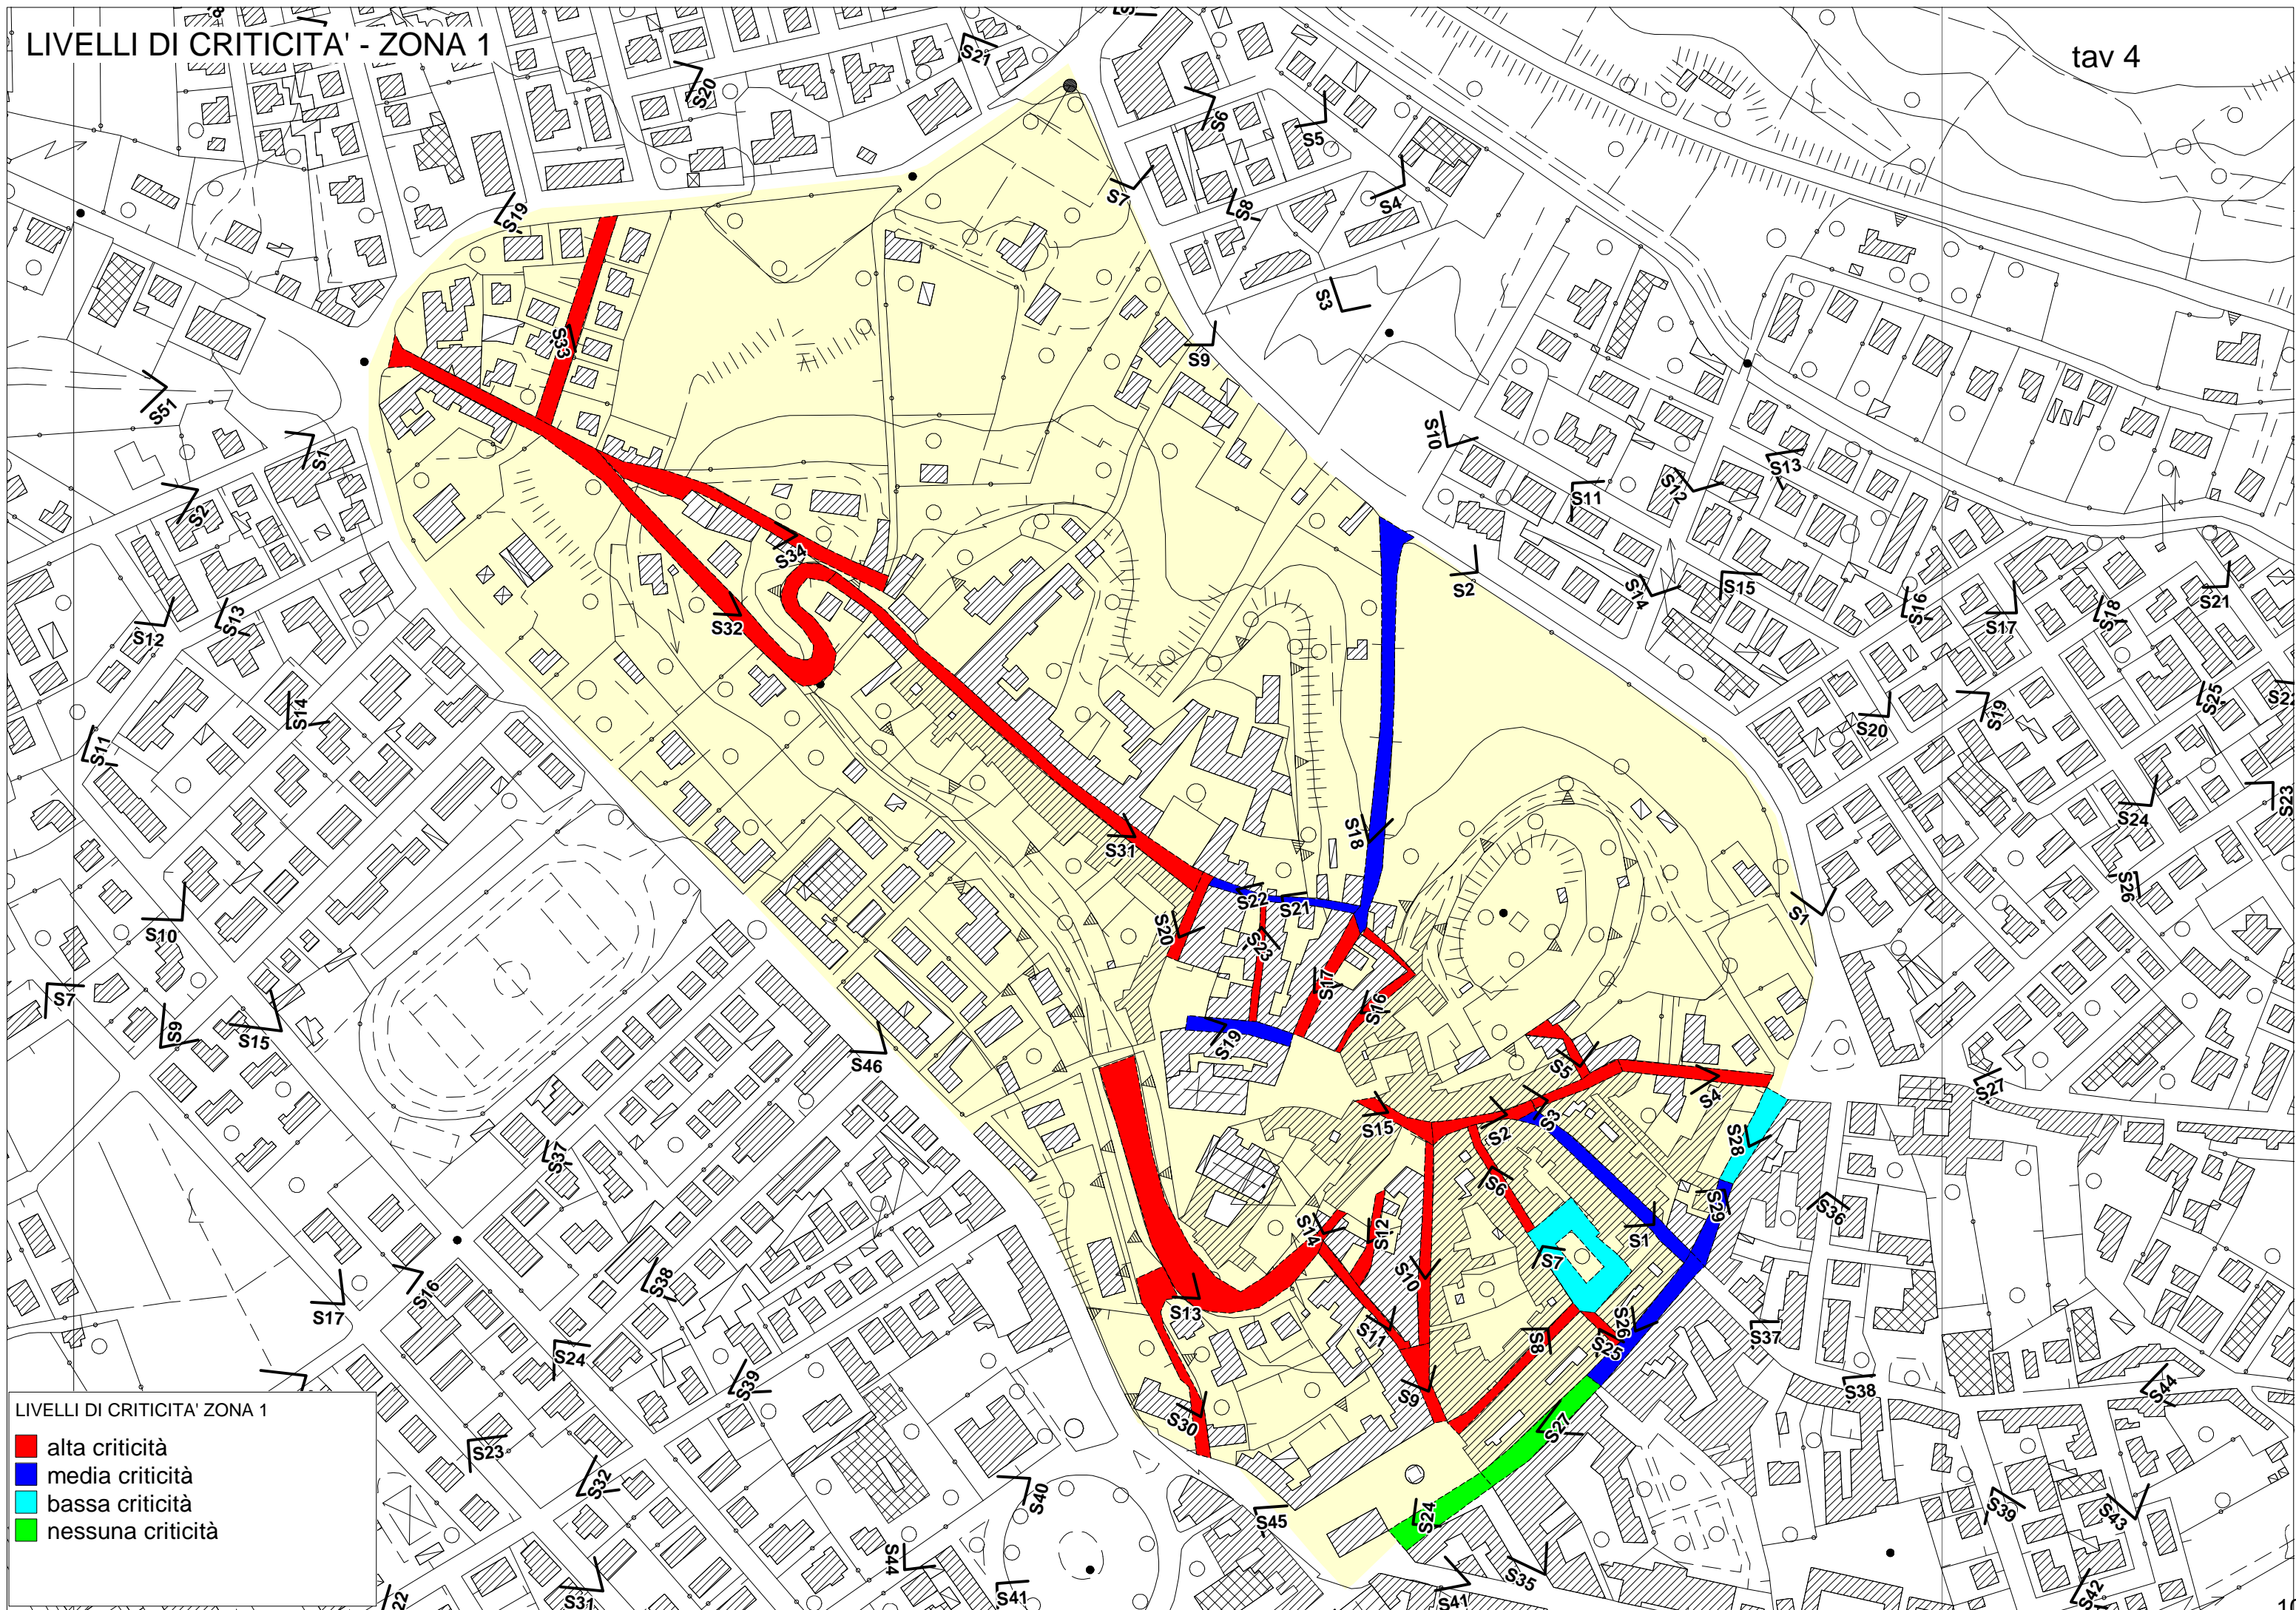 LIVELLI DI CRITICITA' - ZONA 1
tav 4
S21
S20
S6
S5
S7
S8
S4
S19
S3
S33
S9
S51
S10
S1
S13
S12
S11
S2
S34
S2
S14
S15
S16
S17
S18
S21
S12
S13
S32
S14
S25
S22
S19
S20
S11
S23
S24
S31
S18
S26
S22
S21
S1
S10
S20
S23
S17
S7
S16
S9
S15
S19
S46
S5
S27
S4
S3
S15
S2
S28
S37
S6
S29
S36
S14
S12
S1
S7
S38
S10
S16
S17
S13
S26
S37
S11
S8
S25
S24
S39
S9
S38
S44
S30
S27
LIVELLI DI CRITICITA' ZONA 1
alta criticità
media criticità
bassa criticità
nessuna criticità
S23
S32
S40
S45
S24
S39
S43
S44
S35
S31
S41
S41
S42
22